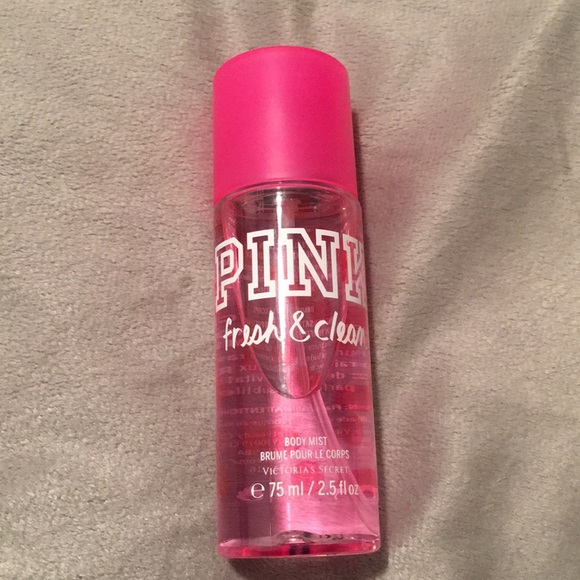 PINK
fresh & clean
BODY MIST
BRUME POUR LE CORPS
VICTORIA'S SECRET
e 75 ml / 2.5 fl oz